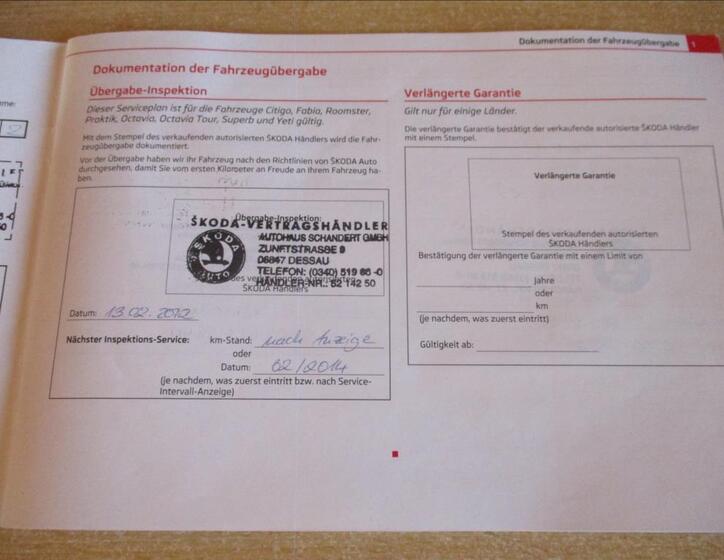 Dokumentation der Fahrzeugübergabe 1
Dokumentation der Fahrzeugübergabe
Übergabe-Inspektion
Dieser Serviceplan ist für die Fahrzeuge Citigo, Fabia, Roomster,
Praktik, Octavia, Octavia Tour, Superb und Yeti gültig.
Mit dem Stempel des verkaufenden autorisierten ŠKODA Händlers wird die Fahr-
zeugübergabe dokumentiert.
Vor der Übergabe haben wir Ihr Fahrzeug nach den Richtlinien von ŠKODA Auto
durchgesehen, damit Sie vom ersten Kilometer an Freude an Ihrem Fahrzeug ha-
ben.
Übergabe-Inspektion:
ŠKODA-VERTRAGSHÄNDLER
AUTOHAUS SCHANDERT GMBH
ZUNFTSTRASSE 9
06847 DESSAU
TELEFON: (0340) 519 66-0
HÄNDLER-NR.: 62 142 50
ŠKODA
AUTO
des verkaufenden autorisierten
ŠKODA Händlers
Datum: 13.02.2012
Nächster Inspektions-Service: km-Stand: nach Anzeige
oder
Datum: 02/2014
(je nachdem, was zuerst eintritt bzw. nach Service-
Intervall-Anzeige)
Verlängerte Garantie
Gilt nur für einige Länder.
Die verlängerte Garantie bestätigt der verkaufende autorisierte ŠKODA Händler
mit einem Stempel.
Verlängerte Garantie
Stempel des verkaufenden autorisierten
ŠKODA Händlers
Bestätigung der verlängerte Garantie mit einem Limit von
Jahre
oder
km
(je nachdem, was zuerst eintritt)
Gültigkeit ab: